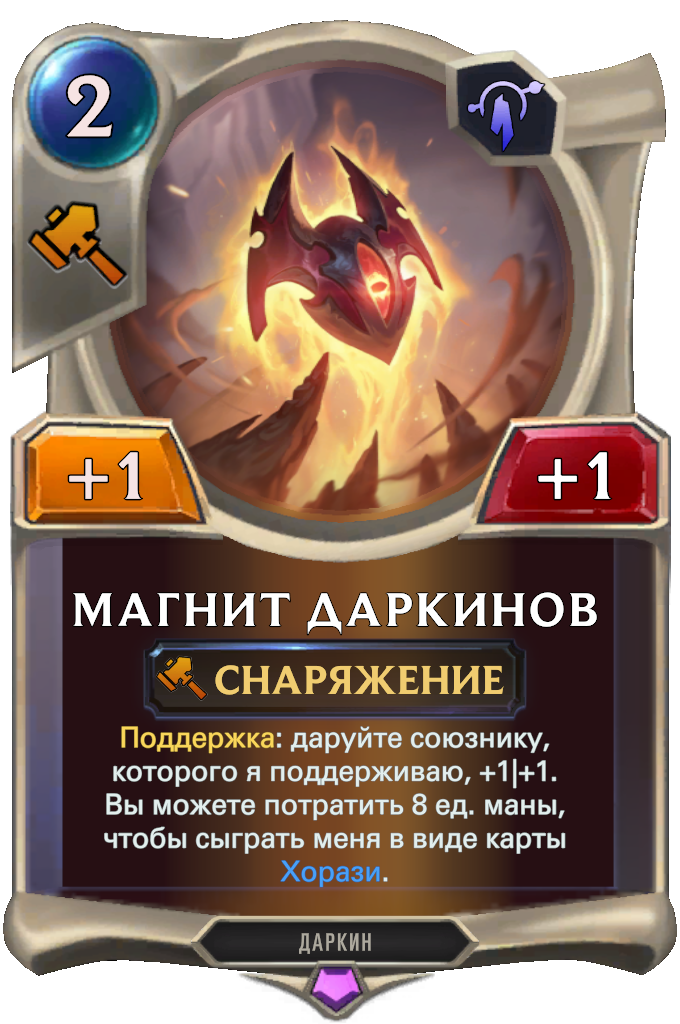 2
+1
+1
МАГНИТ ДАРКИНОВ
СНАРЯЖЕНИЕ
Поддержка: даруйте союзнику,
которого я поддерживаю, +1|+1.
Вы можете потратить 8 ед. маны,
чтобы сыграть меня в виде карты
Хорази.
ДАРКИН